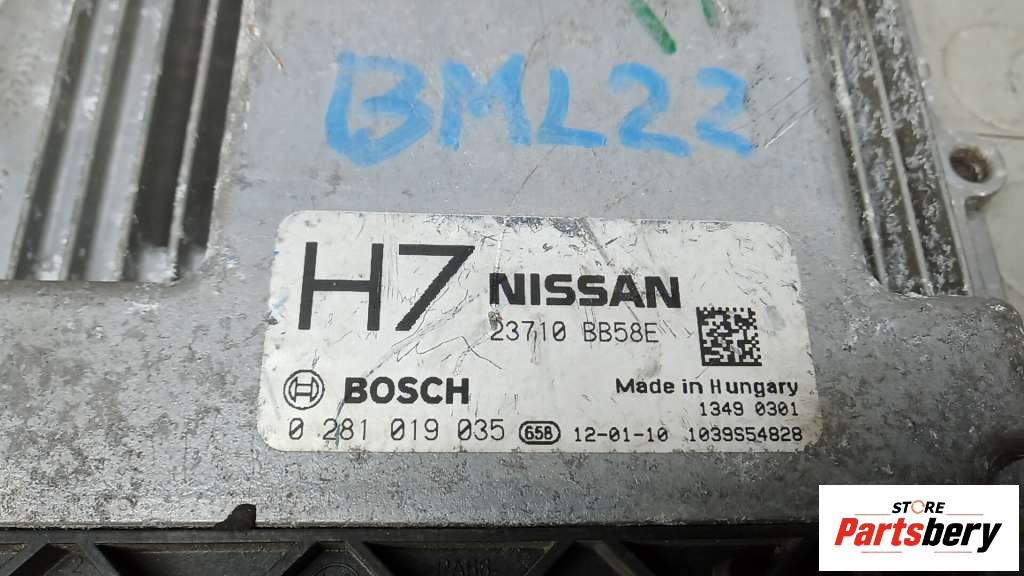 BML22
H7 NISSAN
23710 BB58E
BOSCH
Made in Hungary
1349 0301
0 281 019 035 65B 12-01-10 1039S54828
STORE
Partsbery